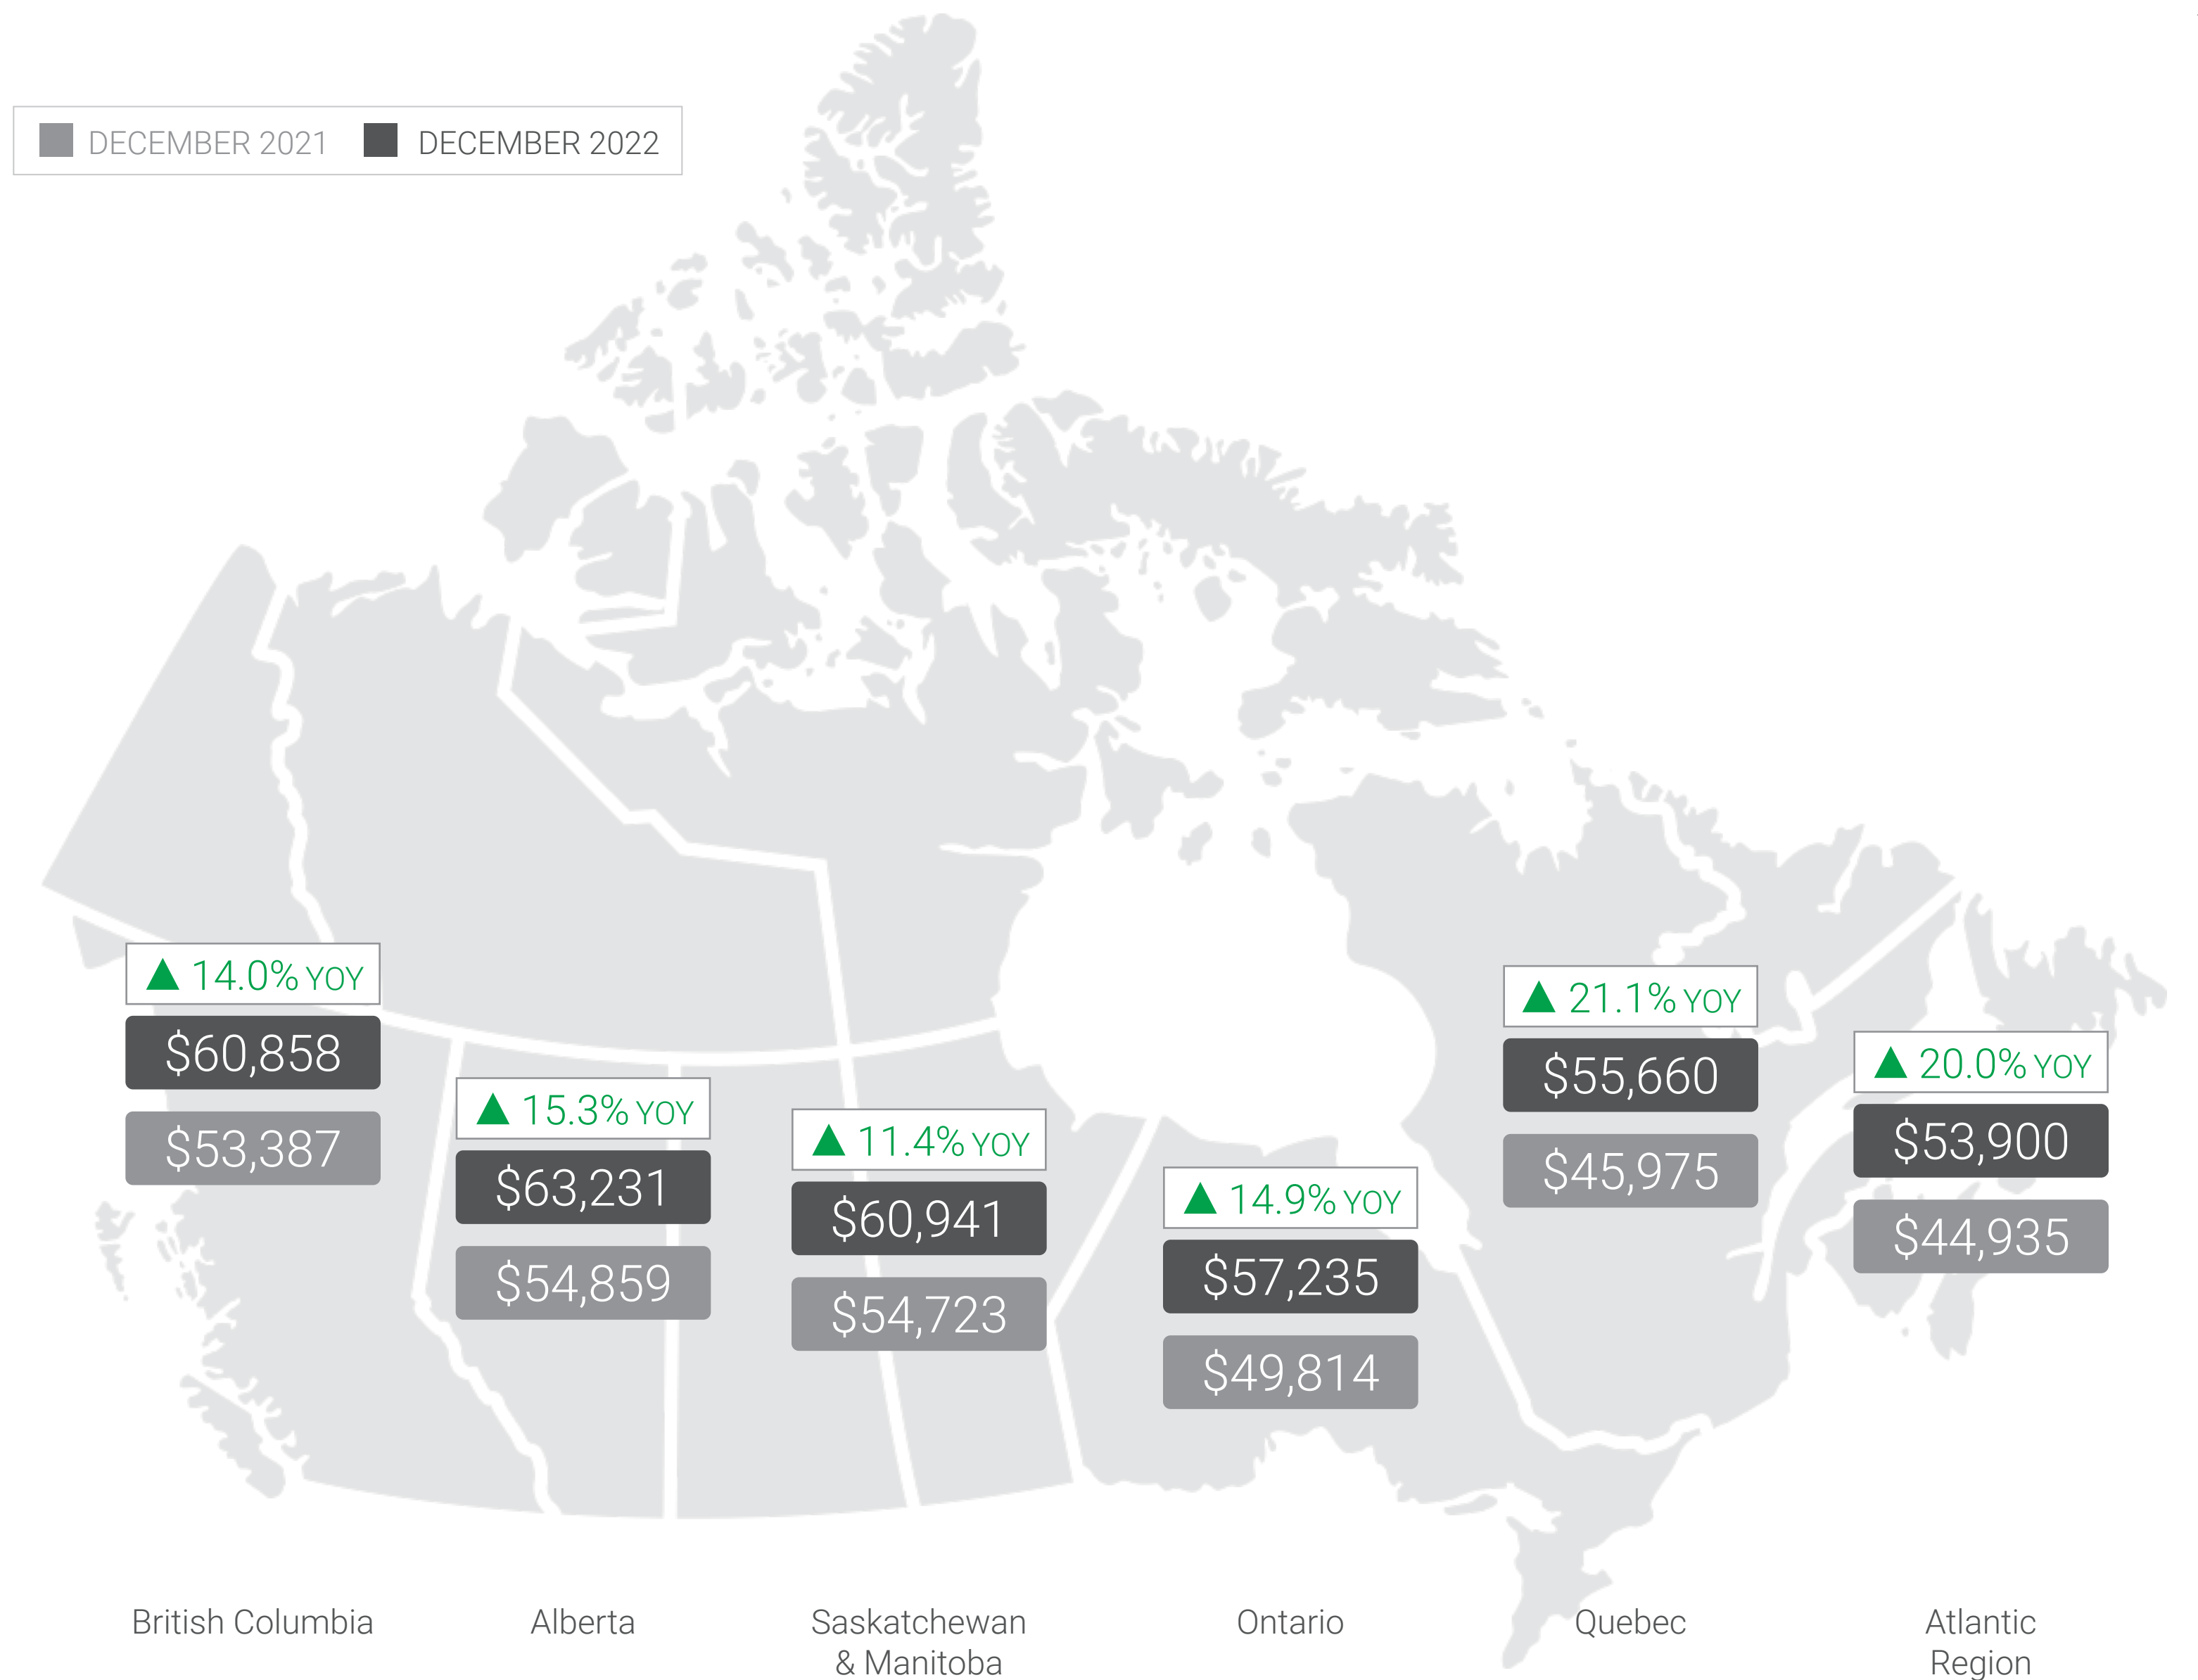 DECEMBER 2021 DECEMBER 2022
14.0% YOY
$60,858
$53,387
15.3% YOY
$63,231
$54,859
11.4% YOY
$60,941
$54,723
14.9% YOY
$57,235
$49,814
21.1% YOY
$55,660
$45,975
20.0% YOY
$53,900
$44,935
British Columbia
Alberta
Saskatchewan
& Manitoba
Ontario
Quebec
Atlantic
Region